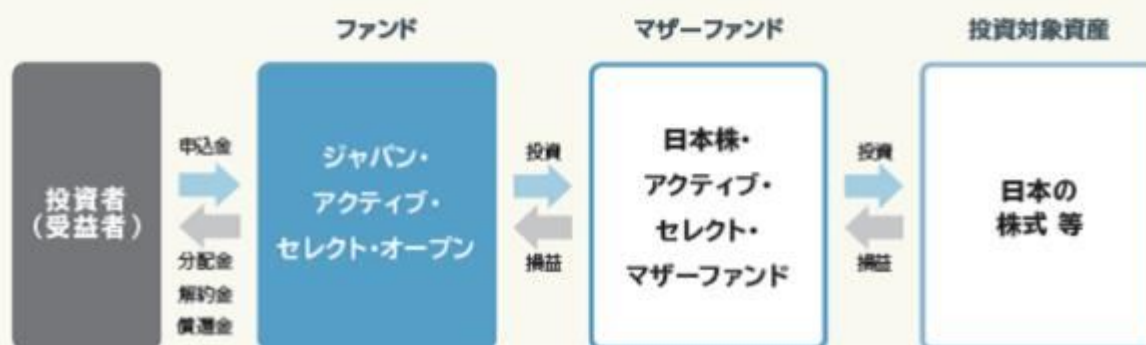 ファンド
マザーファンド
投資対象資産
投資者
(受益者)
申込金
分配金
解約金
償還金
ジャパン・
アクティブ・
セレクト・オープン
投資
損益
日本株・
アクティブ・
セレクト・
マザーファンド
投資
損益
日本の
株式 等